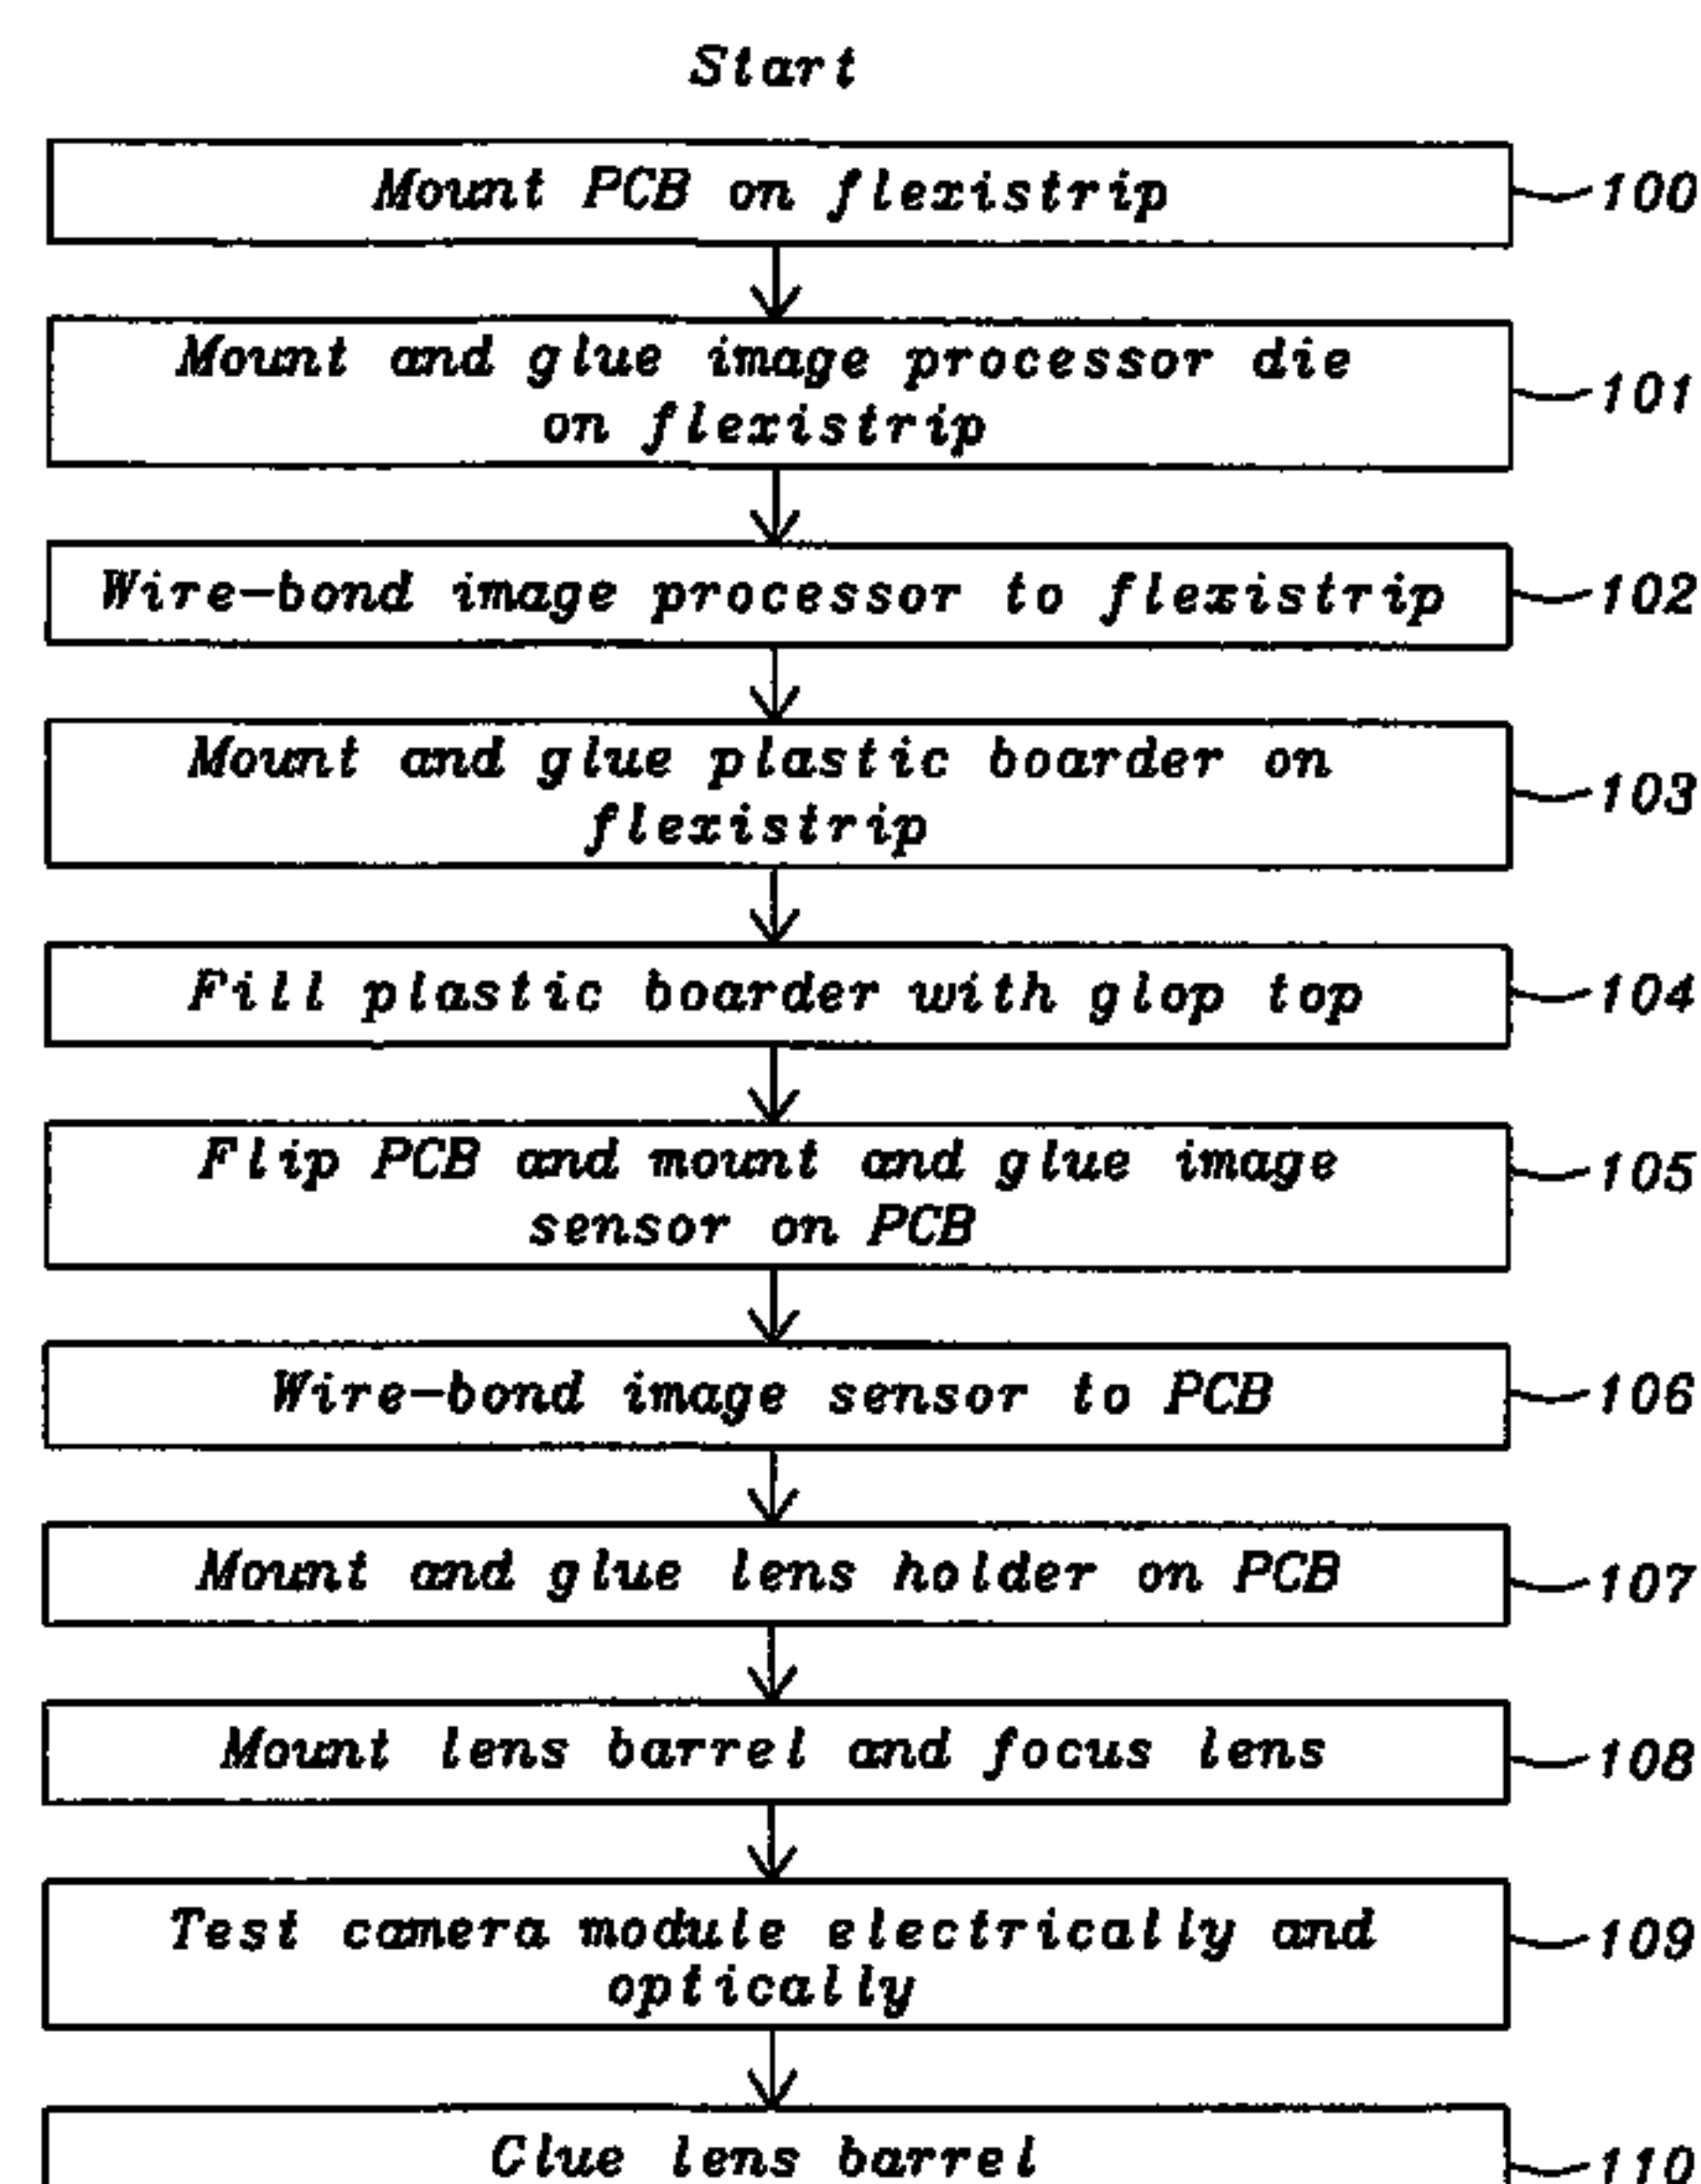 Start
Mount PCB on flexistrip
100
Mount and glue image processor die
on flexistrip
101
Wire-bond image processor to flexistrip
102
Mount and glue plastic boarder on
flexistrip
103
Fill plastic boarder with glop top
104
Flip PCB and mount and glue image
sensor on PCB
105
Wire-bond image sensor to PCB
106
Mount and glue lens holder on PCB
107
Mount lens barrel and focus lens
108
Test camera module electrically and
optically
109
Glue lens barrel
110